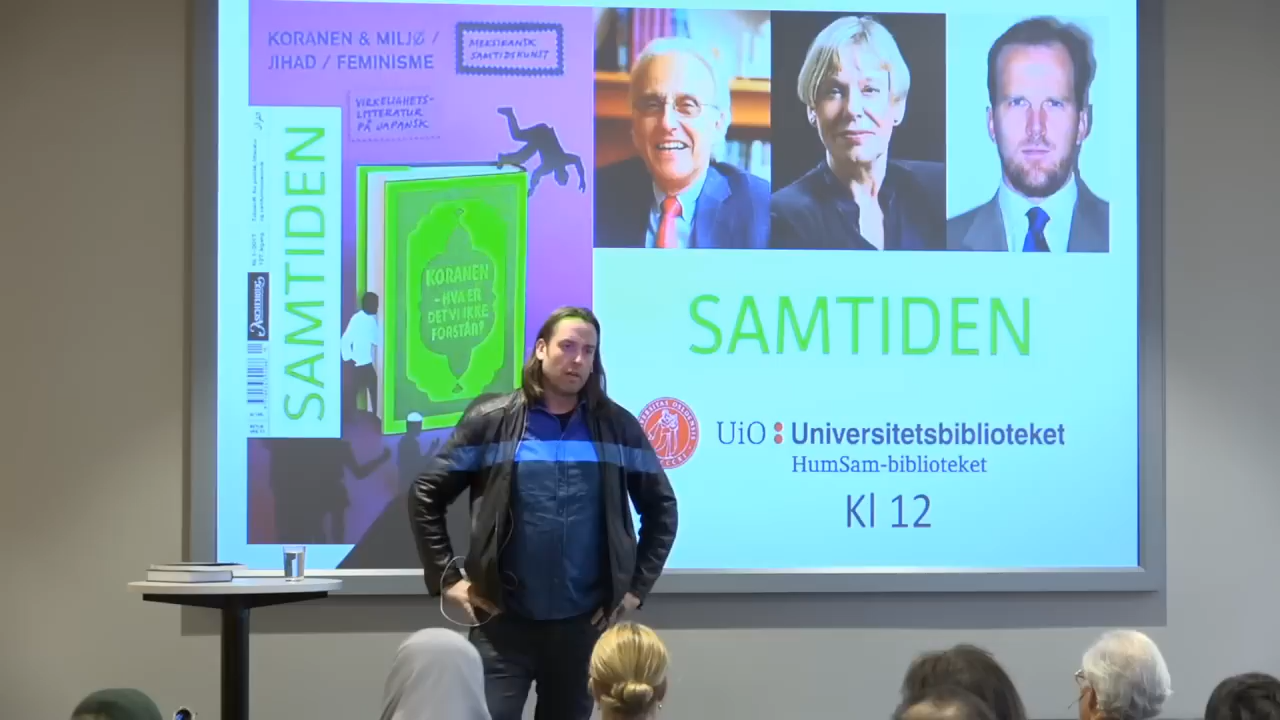 KORANEN & MILJØ /
JIHAD / FEMINISME
MEKSIKANSK
SAMTIDSKUNST
VIRKELIGHETS-
LITTERATUR
PÅ JAPANSK
SAMTIDEN
KORANEN
- HVA ER
DET VI IKKE
FORSTÅR?
SAMTIDEN
UiO : Universitetsbiblioteket
HumSam-biblioteket
Kl 12